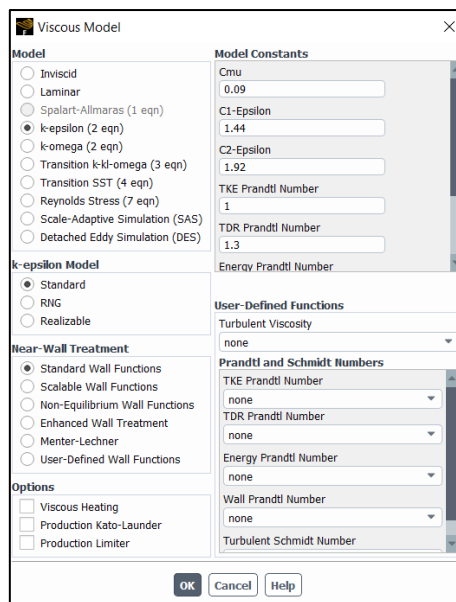 Viscous Model
Model
Inviscid
Laminar
Spalart-Allmaras (1 eqn)
k-epsilon (2 eqn)
k-omega (2 eqn)
Transition k-kl-omega (3 eqn)
Transition SST (4 eqn)
Reynolds Stress (7 eqn)
Scale-Adaptive Simulation (SAS)
Detached Eddy Simulation (DES)
k-epsilon Model
Standard
RNG
Realizable
Near-Wall Treatment
Standard Wall Functions
Scalable Wall Functions
Non-Equilibrium Wall Functions
Enhanced Wall Treatment
Menter-Lechner
User-Defined Wall Functions
Options
Viscous Heating
Production Kato-Launder
Production Limiter
Model Constants
Cmu
0.09
C1-Epsilon
1.44
C2-Epsilon
1.92
TKE Prandtl Number
1
TDR Prandtl Number
1.3
Energy Prandtl Number
User-Defined Functions
Turbulent Viscosity
none
Prandtl and Schmidt Numbers
TKE Prandtl Number
none
TDR Prandtl Number
none
Energy Prandtl Number
none
Wall Prandtl Number
none
Turbulent Schmidt Number
OK Cancel Help